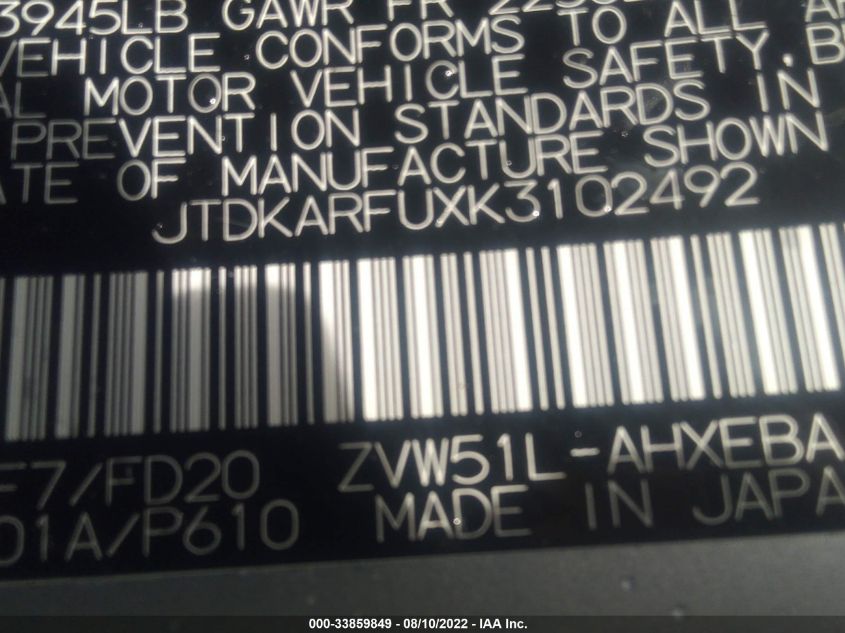 3945LB GAWR FR
VEHICLE CONFORMS TO ALL
MOTOR VEHICLE SAFETY,
PREVENTION STANDARDS IN
OF MANUFACTURE SHOWN
JTDKARFUXK3102492
F7/FD20 ZVW51L-AHXEBA
01A/P610 MADE IN JAPA
000-33859849 - 08/10/2022 - IAA Inc.